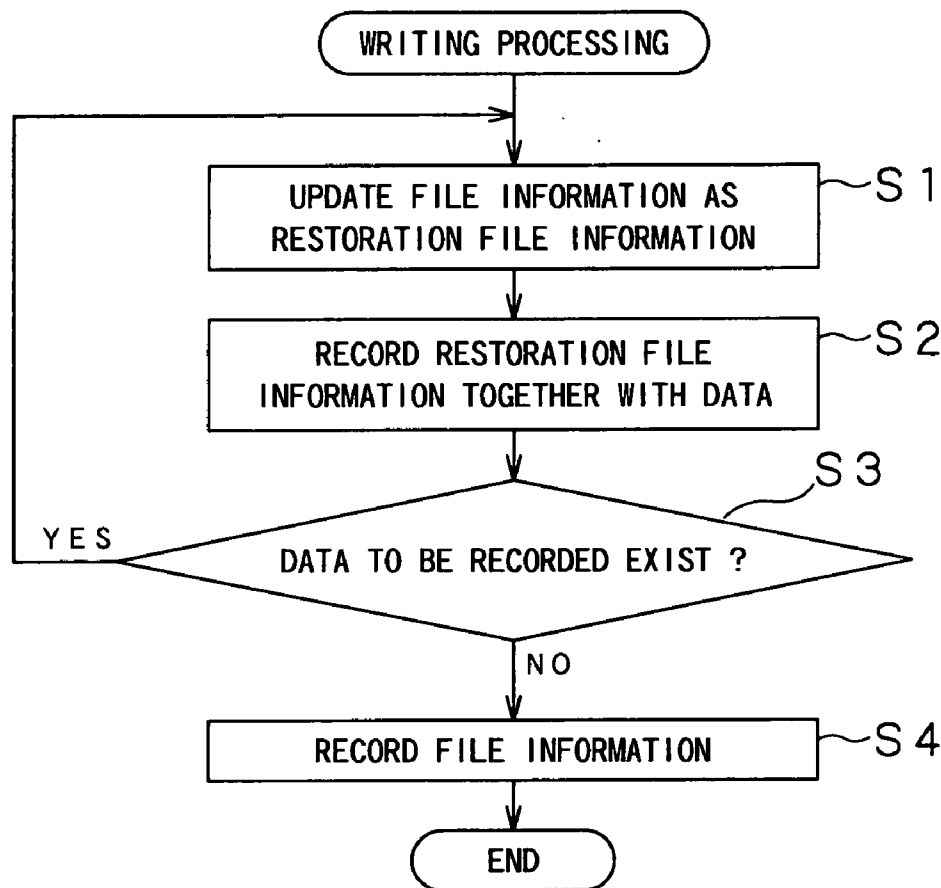 WRITING PROCESSING
UPDATE FILE INFORMATION AS
RESTORATION FILE INFORMATION
S1
RECORD RESTORATION FILE
INFORMATION TOGETHER WITH DATA
S2
S3
YES
DATA TO BE RECORDED EXIST ?
NO
RECORD FILE INFORMATION
S4
END